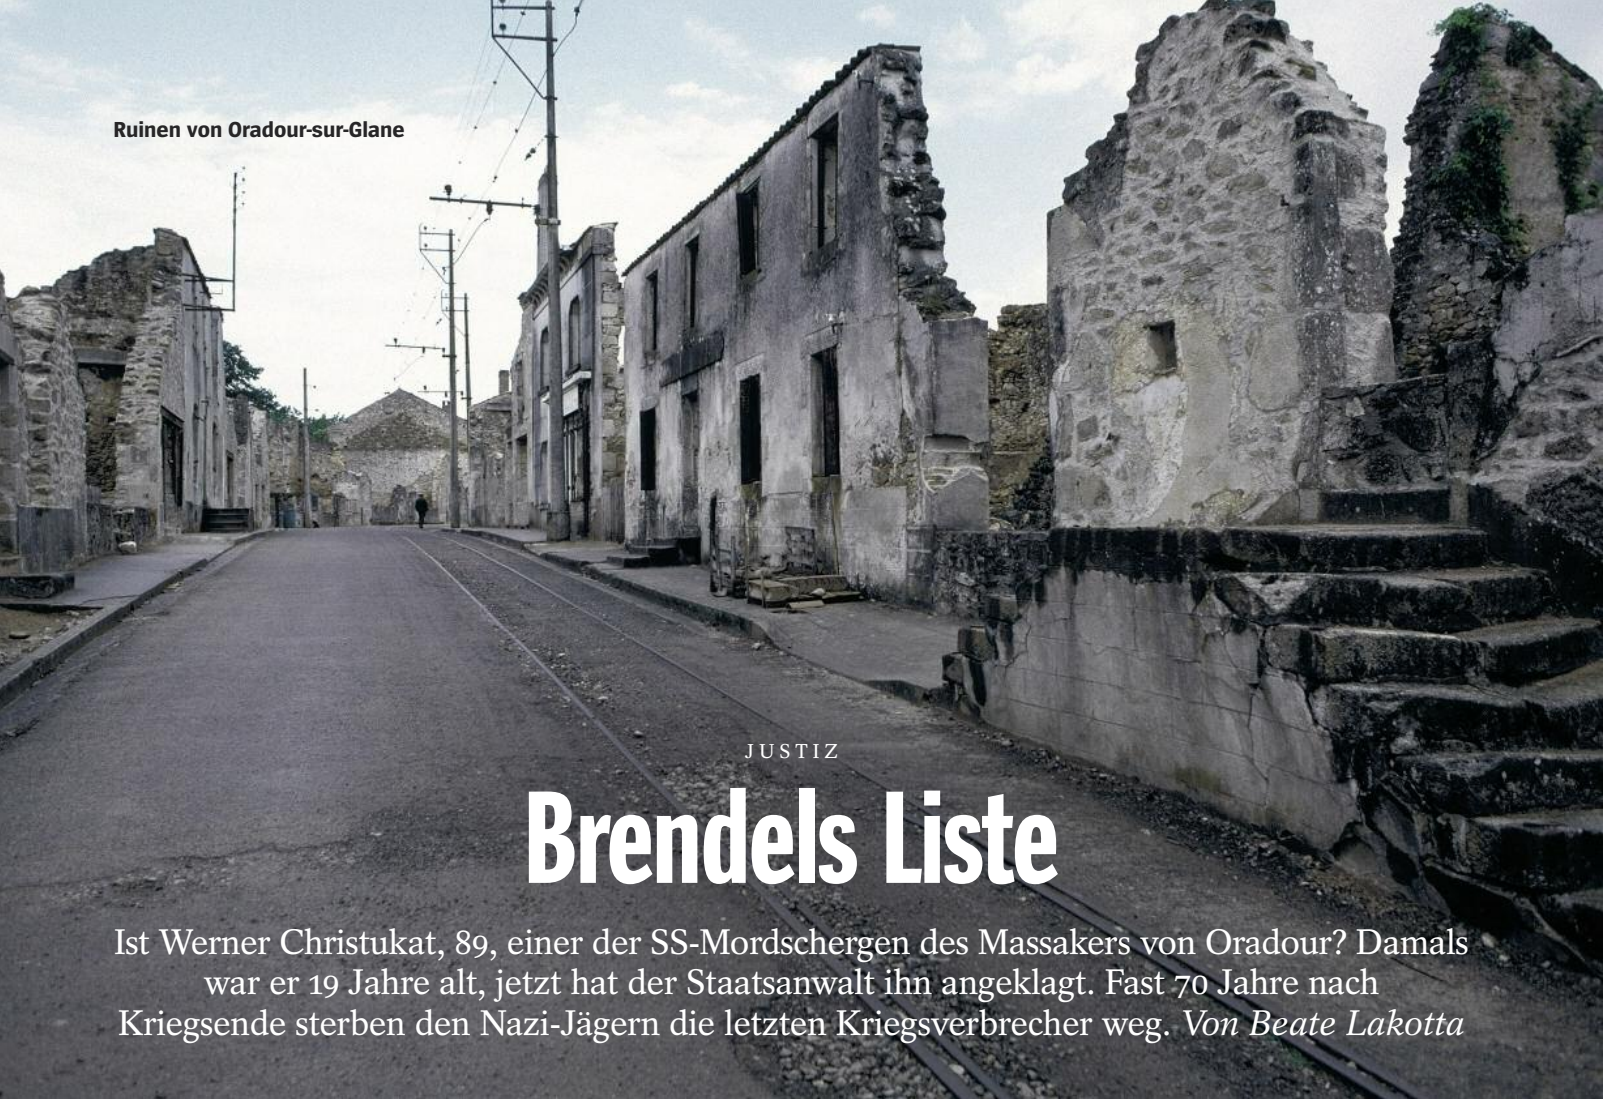 Ruinen von Oradour-sur-Glane
JUSTIZ
Brendels Liste
Ist Werner Christukat, 89, einer der SS-Mordschergen des Massakers von Oradour? Damals
war er 19 Jahre alt, jetzt hat der Staatsanwalt ihn angeklagt. Fast 70 Jahre nach
Kriegsende sterben den Nazi-Jägern die letzten Kriegsverbrecher weg. Von Beate Lakotta